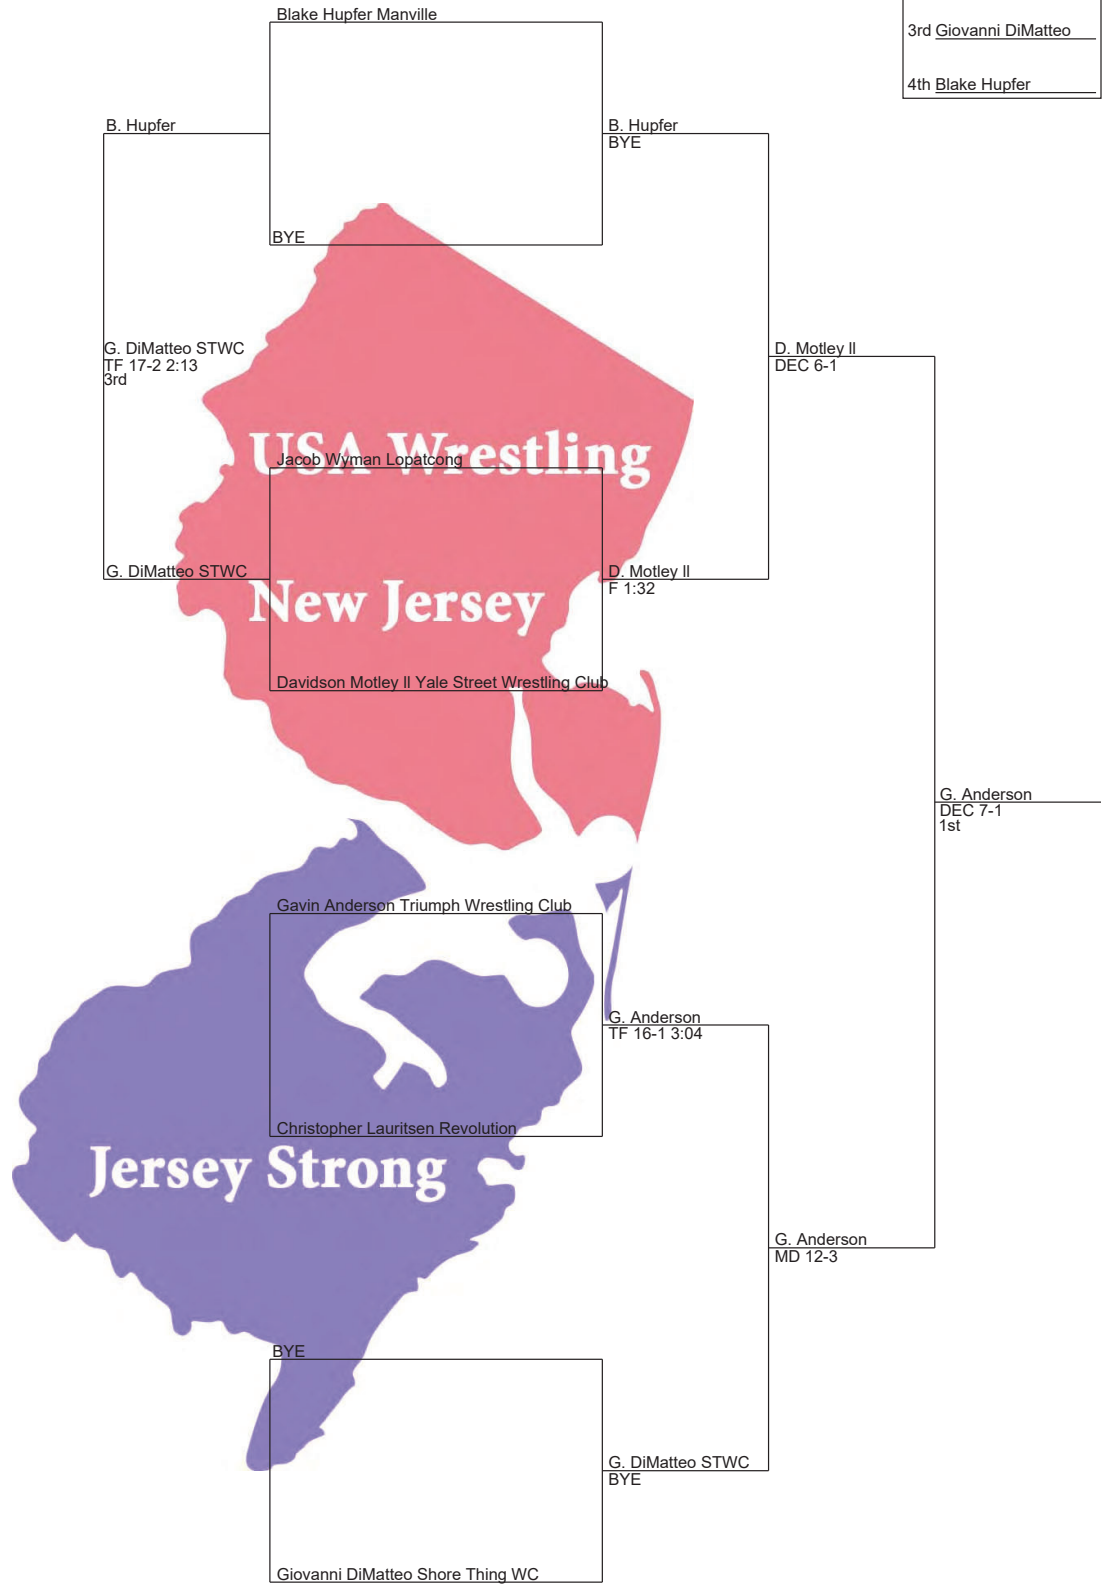 Blake Hupfer Manville
3rd Giovanni DiMatteo
4th Blake Hupfer
B. Hupfer
B. Hupfer
BYE
BYE
G. DiMatteo STWC
TF 17-2 2:13
3rd
D. Motley II
DEC 6-1
USA Wrestling
Jacob Wyman Lopatcong
G. DiMatteo STWC
D. Motley II
F 1:32
New Jersey
Davidson Motley II Yale Street Wrestling Club
G. Anderson
DEC 7-1
1st
Gavin Anderson Triumph Wrestling Club
G. Anderson
TF 16-1 3:04
Christopher Lauritsen Revolution
Jersey Strong
G. Anderson
MD 12-3
BYE
G. DiMatteo STWC
BYE
Giovanni DiMatteo Shore Thing WC